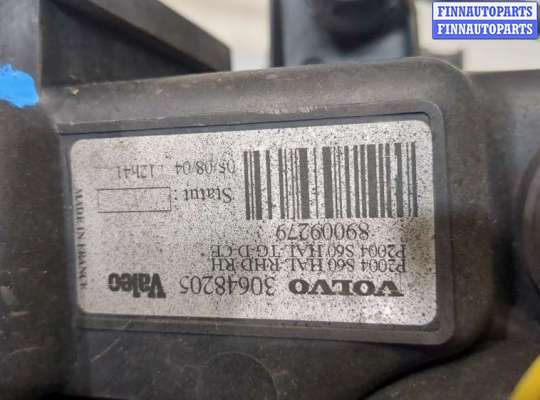 FINNAUTOPARTS
FINNAUTOPARTS
VOLVO 30648205 Valeo
P2004 S60 HAL RHD RH
P2004 S60 HAL TG-D-CE
89009279
Statut :
05/08/04 12h41
MADE IN FRANCE